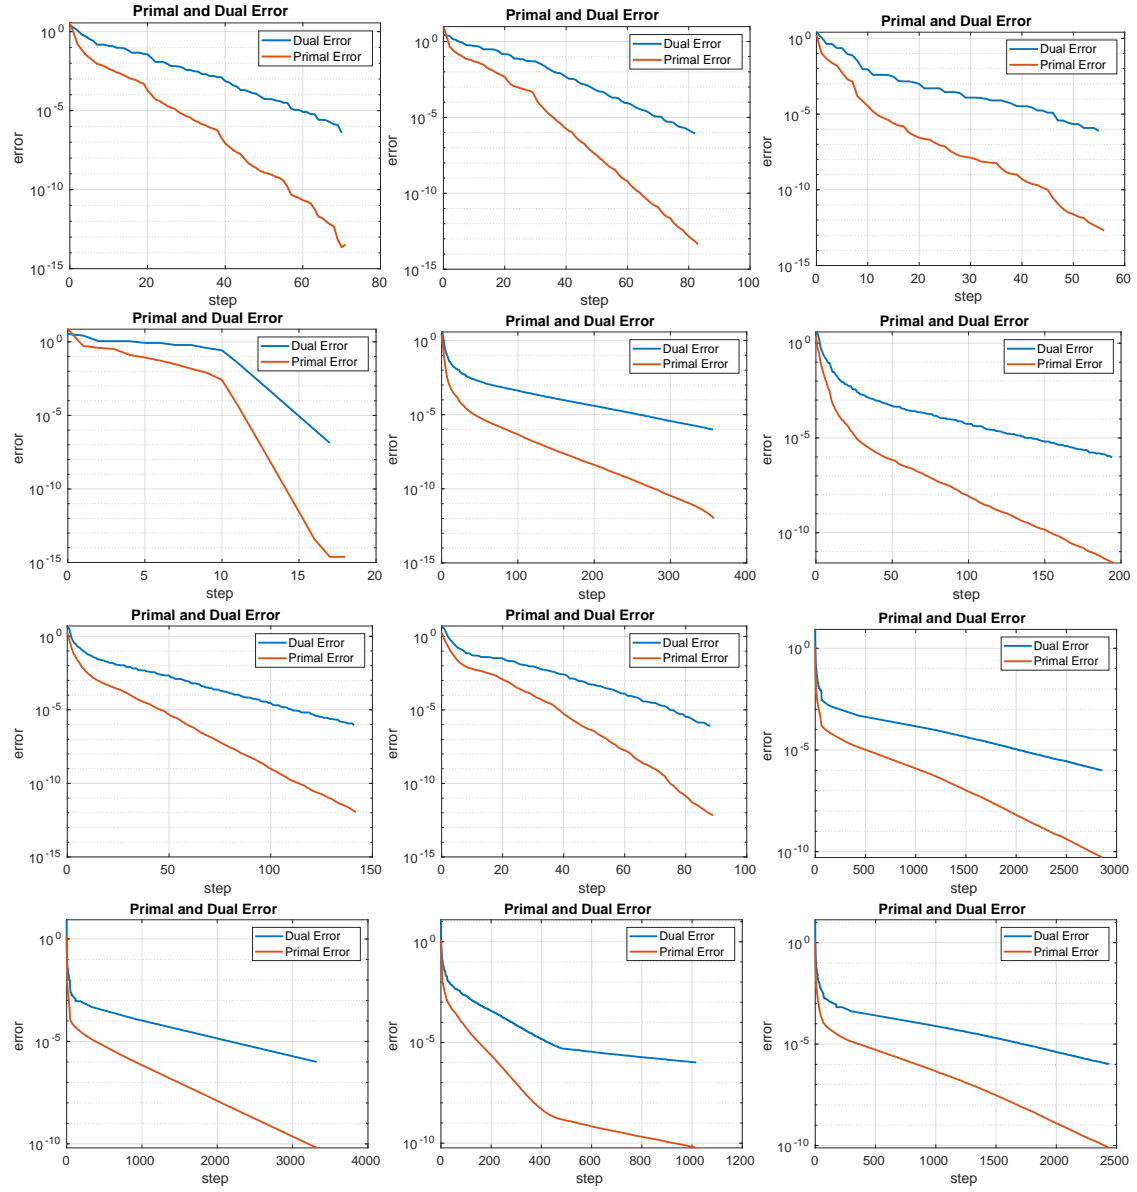 Primal and Dual Error
10^0
10^-5
10^-10
10^-15
error
Dual Error
Primal Error
0 20 40 60 80
step
Primal and Dual Error
10^0
10^-5
10^-10
10^-15
error
Dual Error
Primal Error
0 20 40 60 80 100
step
Primal and Dual Error
10^0
10^-5
10^-10
10^-15
error
Dual Error
Primal Error
0 10 20 30 40 50 60
step
Primal and Dual Error
10^0
10^-5
10^-10
10^-15
error
Dual Error
Primal Error
0 5 10 15 20
step
Primal and Dual Error
10^0
10^-5
10^-10
10^-15
error
Dual Error
Primal Error
0 100 200 300 400
step
Primal and Dual Error
10^0
10^-5
10^-10
error
Dual Error
Primal Error
0 50 100 150 200
step
Primal and Dual Error
10^0
10^-5
10^-10
10^-15
error
Dual Error
Primal Error
0 50 100 150
step
Primal and Dual Error
10^0
10^-5
10^-10
10^-15
error
Dual Error
Primal Error
0 20 40 60 80 100
step
Primal and Dual Error
10^0
10^-5
10^-10
error
Dual Error
Primal Error
0 500 1000 1500 2000 2500 3000
step
Primal and Dual Error
10^0
10^-5
10^-10
error
Dual Error
Primal Error
0 1000 2000 3000 4000
step
Primal and Dual Error
10^0
10^-5
10^-10
error
Dual Error
Primal Error
0 200 400 600 800 1000 1200
step
Primal and Dual Error
10^0
10^-5
10^-10
error
Dual Error
Primal Error
0 500 1000 1500 2000 2500
step